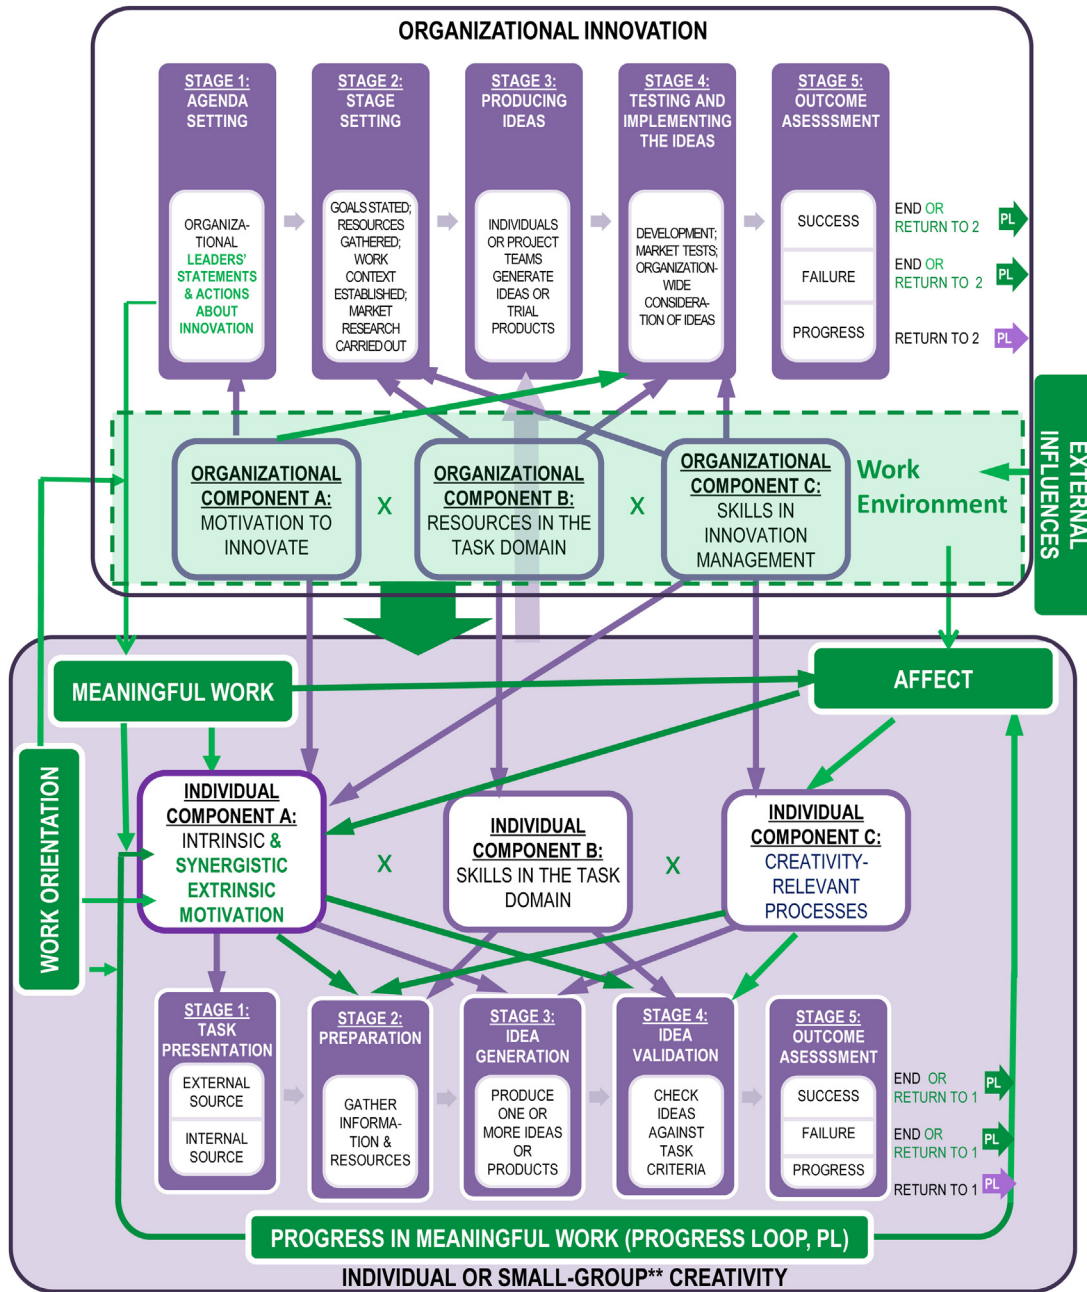 ORGANIZATIONAL INNOVATION
STAGE 1:
AGENDA
SETTING
ORGANIZA-
TIONAL
LEADERS'
STATEMENTS
& ACTIONS
ABOUT
INNOVATION
STAGE 2:
STAGE
SETTING
GOALS STATED;
RESOURCES
GATHERED;
WORK
CONTEXT
ESTABLISHED;
MARKET
RESEARCH
CARRIED OUT
STAGE 3:
PRODUCING
IDEAS
INDIVIDUALS
OR PROJECT
TEAMS
GENERATE
IDEAS OR
TRIAL
PRODUCTS
STAGE 4:
TESTING AND
IMPLEMENTING
THE IDEAS
DEVELOPMENT;
MARKET TESTS;
ORGANIZATION-
WIDE
CONSIDERA-
TION OF IDEAS
STAGE 5:
OUTCOME
ASESSSMENT
SUCCESS
FAILURE
PROGRESS
END OR
RETURN TO 2
PL
END OR
RETURN TO 2
PL
RETURN TO 2
PL
EXTERNAL
INFLUENCES
ORGANIZATIONAL
COMPONENT A:
MOTIVATION TO
INNOVATE
X
ORGANIZATIONAL
COMPONENT B:
RESOURCES IN THE
TASK DOMAIN
X
ORGANIZATIONAL
COMPONENT C:
SKILLS IN
INNOVATION
MANAGEMENT
Work
Environment
MEANINGFUL WORK
AFFECT
WORK ORIENTATION
INDIVIDUAL
COMPONENT A:
INTRINSIC &
SYNERGISTIC
EXTRINSIC
MOTIVATION
X
INDIVIDUAL
COMPONENT B:
SKILLS IN THE TASK
DOMAIN
X
INDIVIDUAL
COMPONENT C:
CREATIVITY-
RELEVANT
PROCESSES
STAGE 1:
TASK
PRESENTATION
EXTERNAL
SOURCE
INTERNAL
SOURCE
STAGE 2:
PREPARATION
GATHER
INFORMA-
TION &
RESOURCES
STAGE 3:
IDEA
GENERATION
PRODUCE
ONE OR
MORE IDEAS
OR
PRODUCTS
STAGE 4:
IDEA
VALIDATION
CHECK
IDEAS
AGAINST
TASK
CRITERIA
STAGE 5:
OUTCOME
ASESSSMENT
SUCCESS
FAILURE
PROGRESS
END OR
RETURN TO 1
PL
END OR
RETURN TO 1
PL
RETURN TO 1
PL
PROGRESS IN MEANINGFUL WORK (PROGRESS LOOP, PL)
INDIVIDUAL OR SMALL-GROUP** CREATIVITY